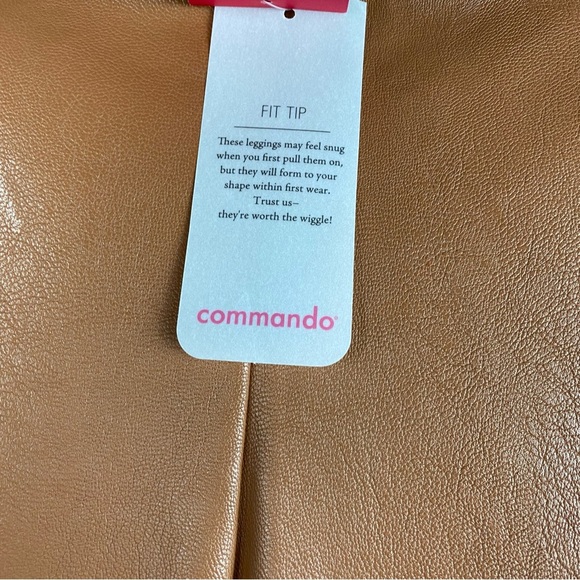 FIT TIP
These leggings may feel snug
when you first pull them on,
but they will form to your
shape within first wear.
Trust us—
they're worth the wiggle!
commando